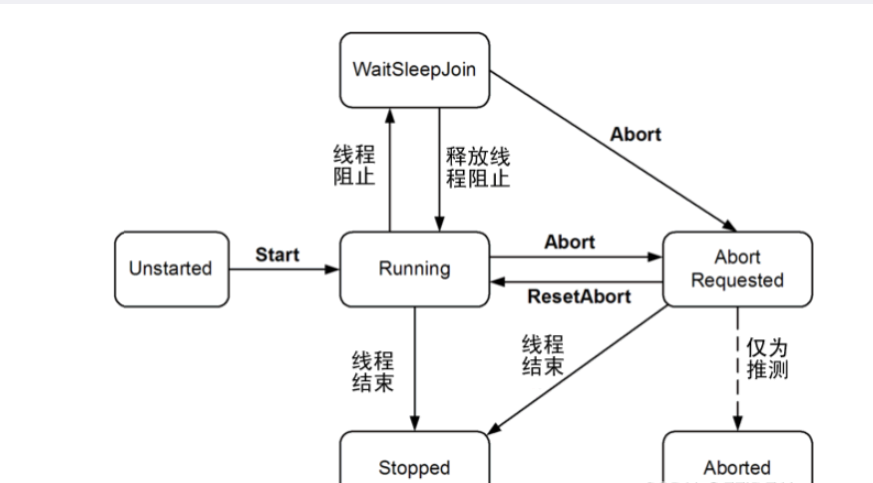 WaitSleepJoin
Abort
线程
阻止
释放线
程阻止
Unstarted
Start
Running
Abort
ResetAbort
Abort
Requested
线程
结束
线程
结束
仅为
推测
Stopped
Aborted